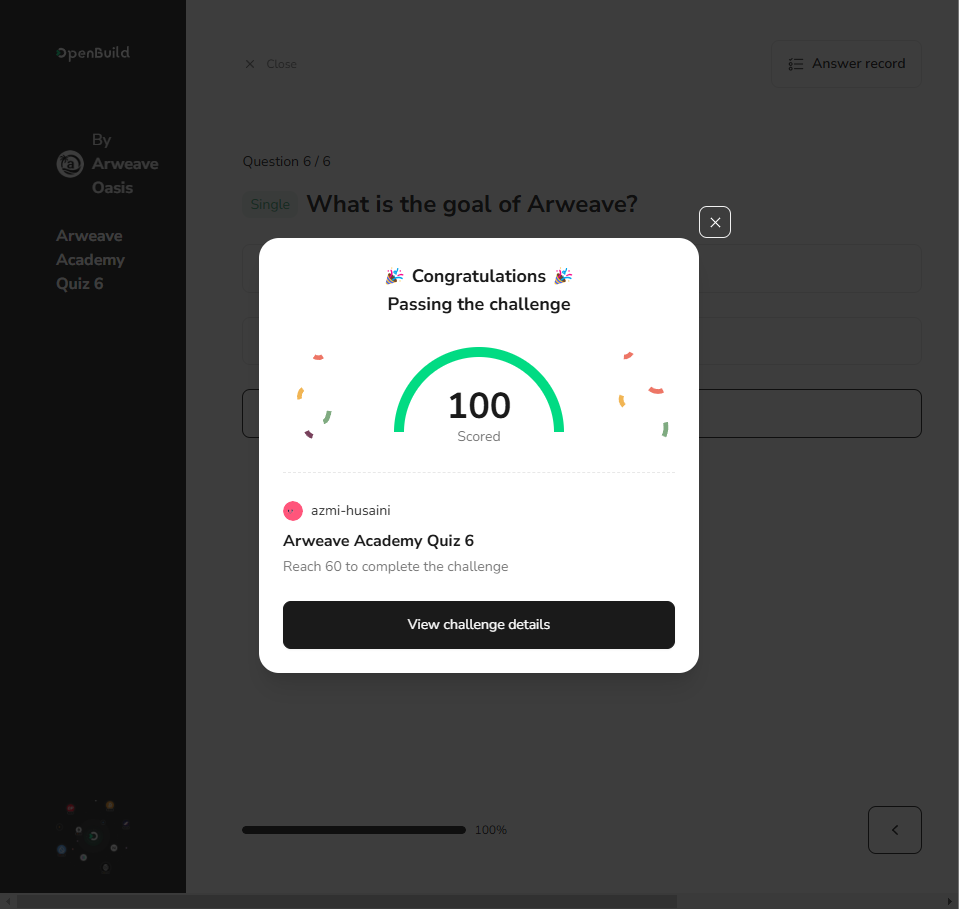 OpenBuild
By
Arweave
Oasis
Arweave
Academy
Quiz 6
Close
Answer record
Question 6 / 6
Single What is the goal of Arweave?
Congratulations
Passing the challenge
100
Scored
azmi-husaini
Arweave Academy Quiz 6
Reach 60 to complete the challenge
View challenge details
100%